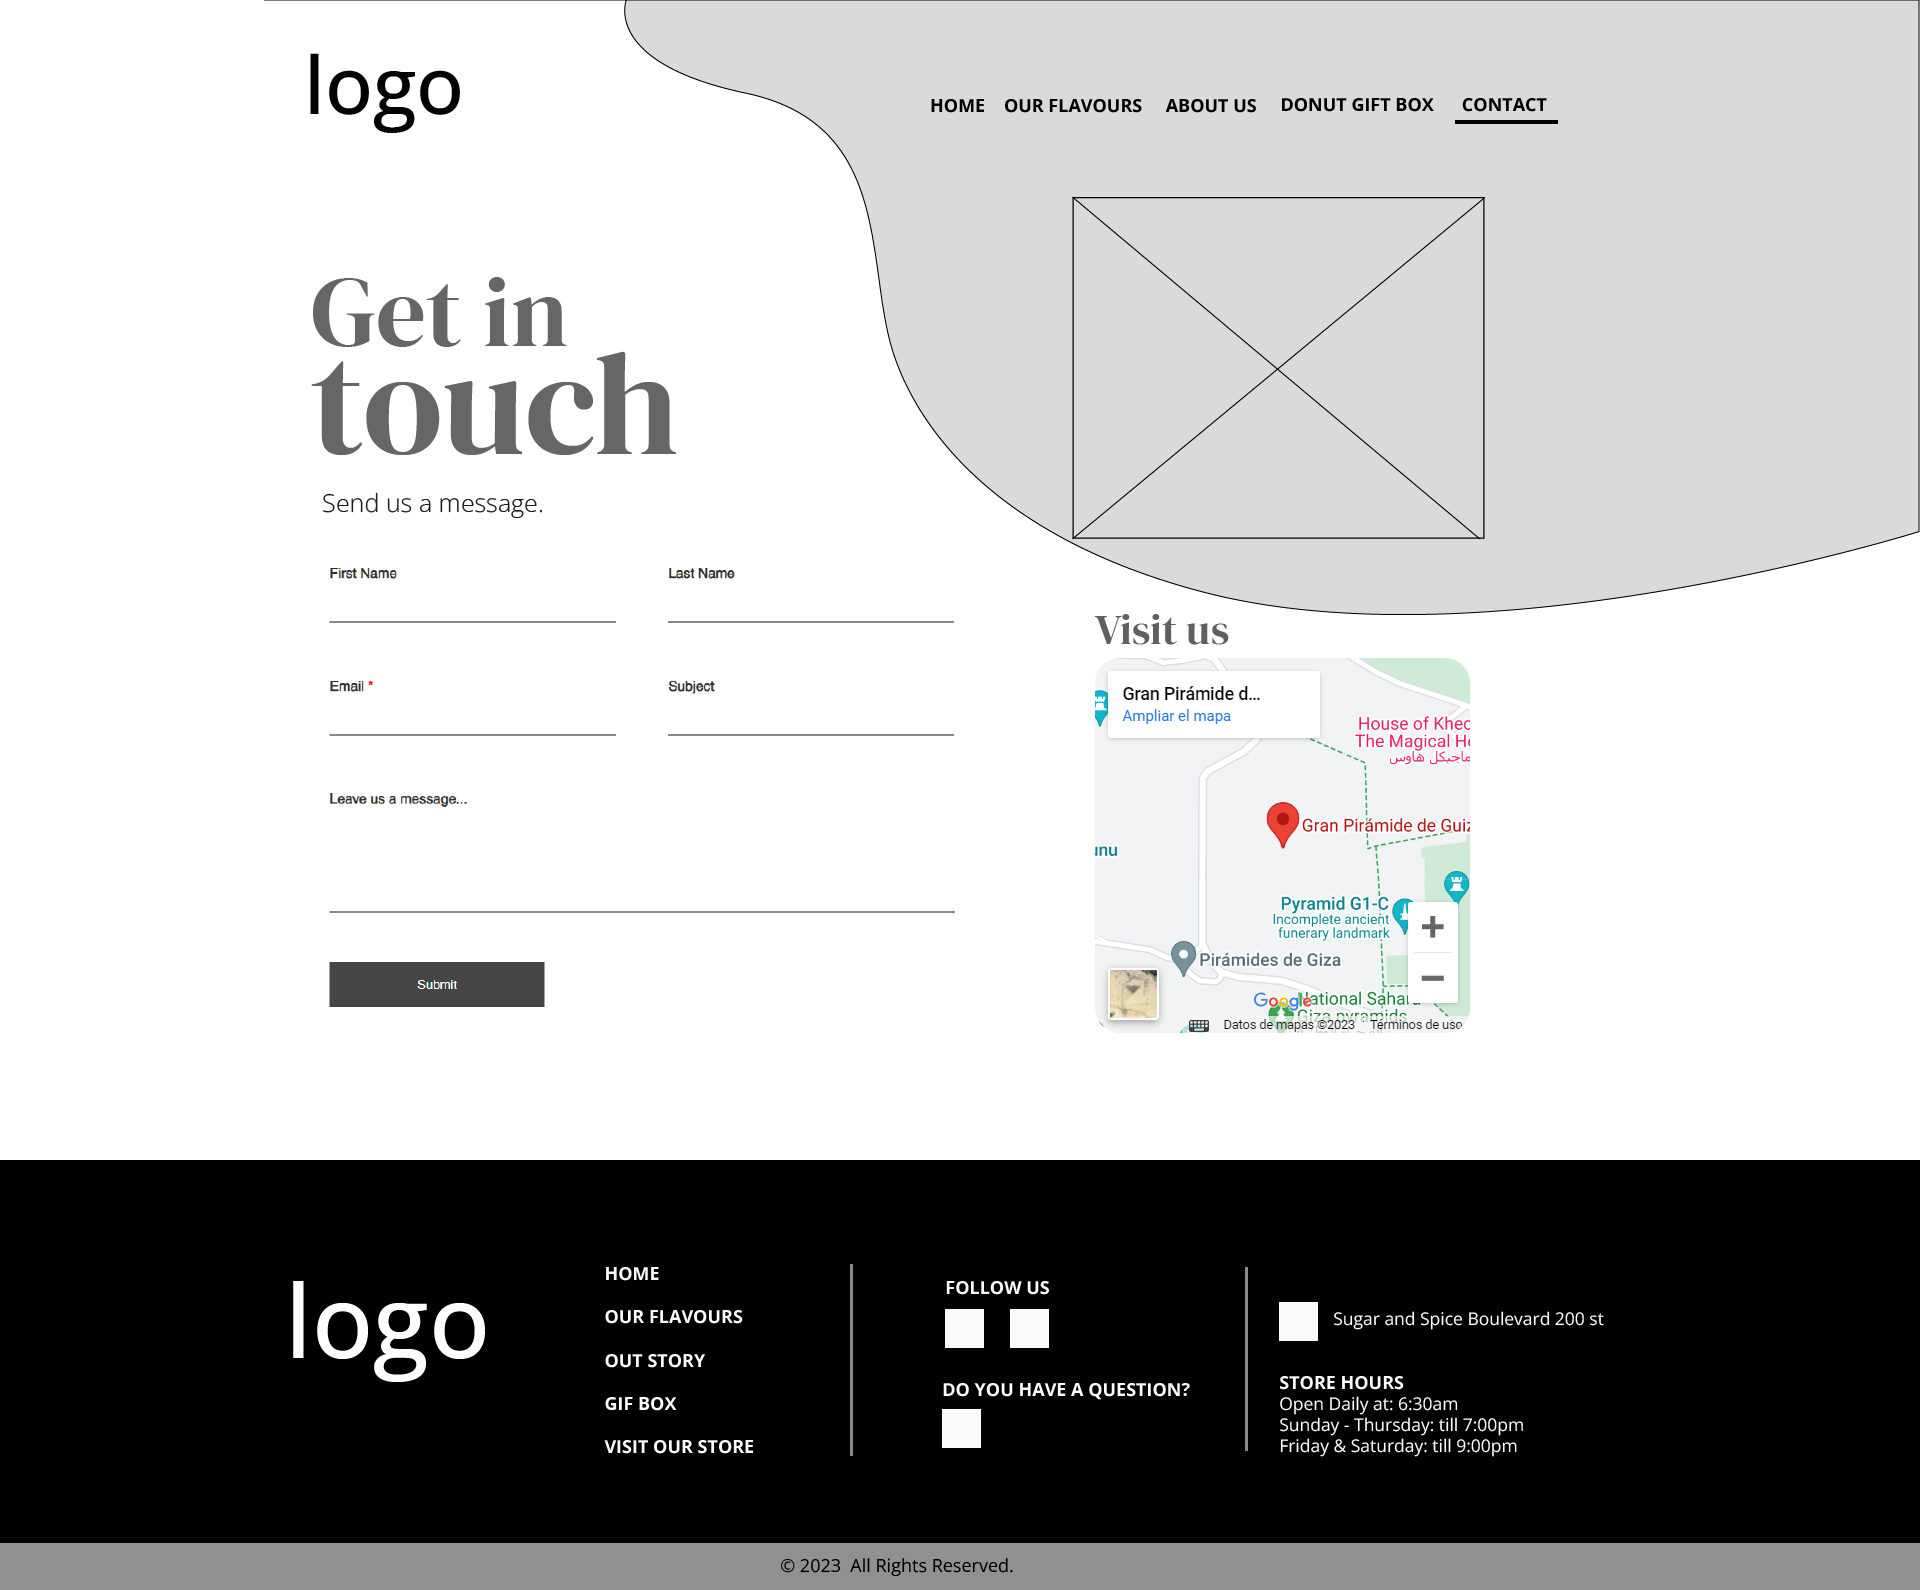 logo
HOME OUR FLAVOURS ABOUT US DONUT GIFT BOX CONTACT
Get in
touch
Send us a message.
First Name
Last Name
Email *
Subject
Leave us a message...
Submit
Visit us
Gran Pirámide d...
Ampliar el mapa
House of Kheo
The Magical Ho
ماجيكل هاوس
Gran Pirámide de Guiz
unu
Pyramid G1-C
Incomplete ancient
funerary landmark
Pirámides de Giza
Google
National Sahara
Giza pyramids
Datos de mapas ©2023
Términos de uso
logo
HOME
OUR FLAVOURS
OUT STORY
GIF BOX
VISIT OUR STORE
FOLLOW US
DO YOU HAVE A QUESTION?
Sugar and Spice Boulevard 200 st
STORE HOURS
Open Daily at: 6:30am
Sunday - Thursday: till 7:00pm
Friday & Saturday: till 9:00pm
© 2023 All Rights Reserved.